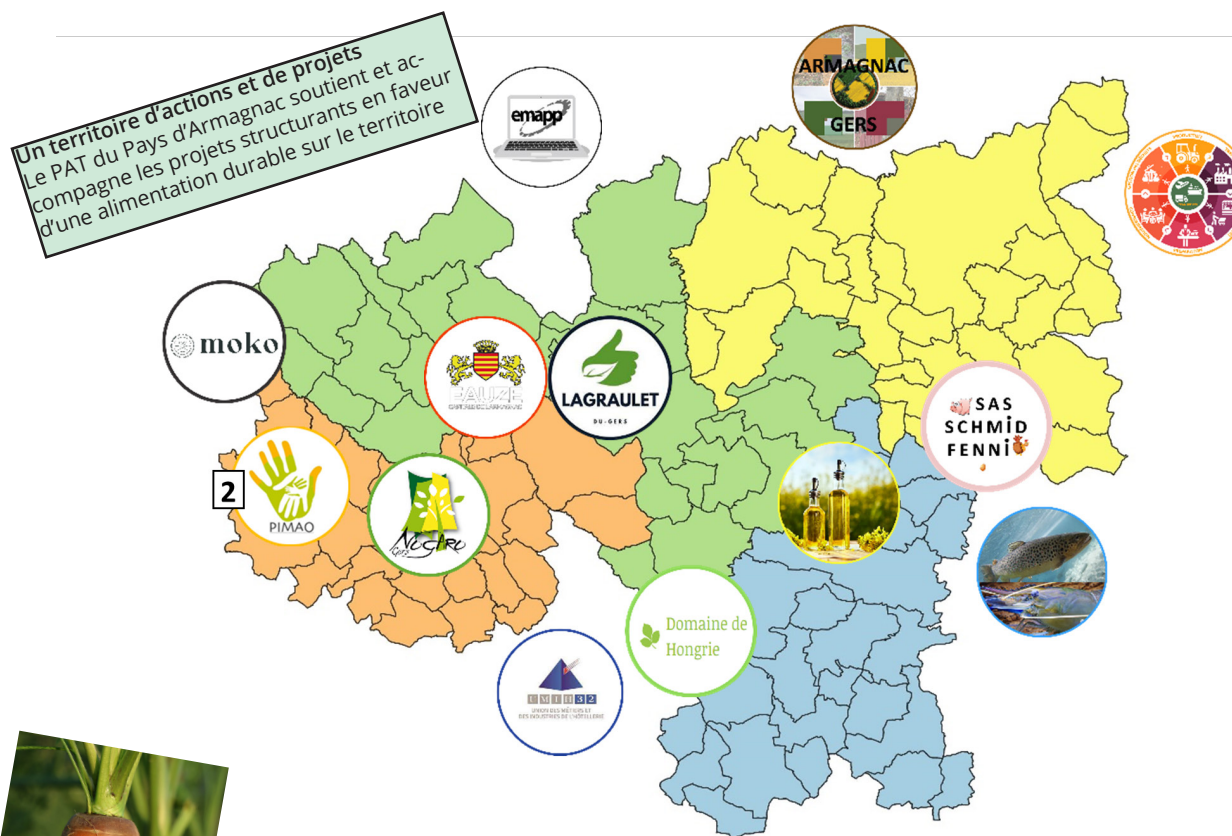 Un territoire d'actions et de projets
Le PAT du Pays d'Armagnac soutient et ac-
compagne les projets structurants en faveur
d'une alimentation durable sur le territoire
emapp
ARMAGNAC
GERS
moko
EAUZE
LAGRAULET
DU-GERS
SAS
SCHMID
FENNI
2
PIMAO
NOGARO
Gers
Domaine de
Hongrie
UMIH 32
UNION DES MÉTIERS ET
DES INDUSTRIES DE L'HÔTELLERIE